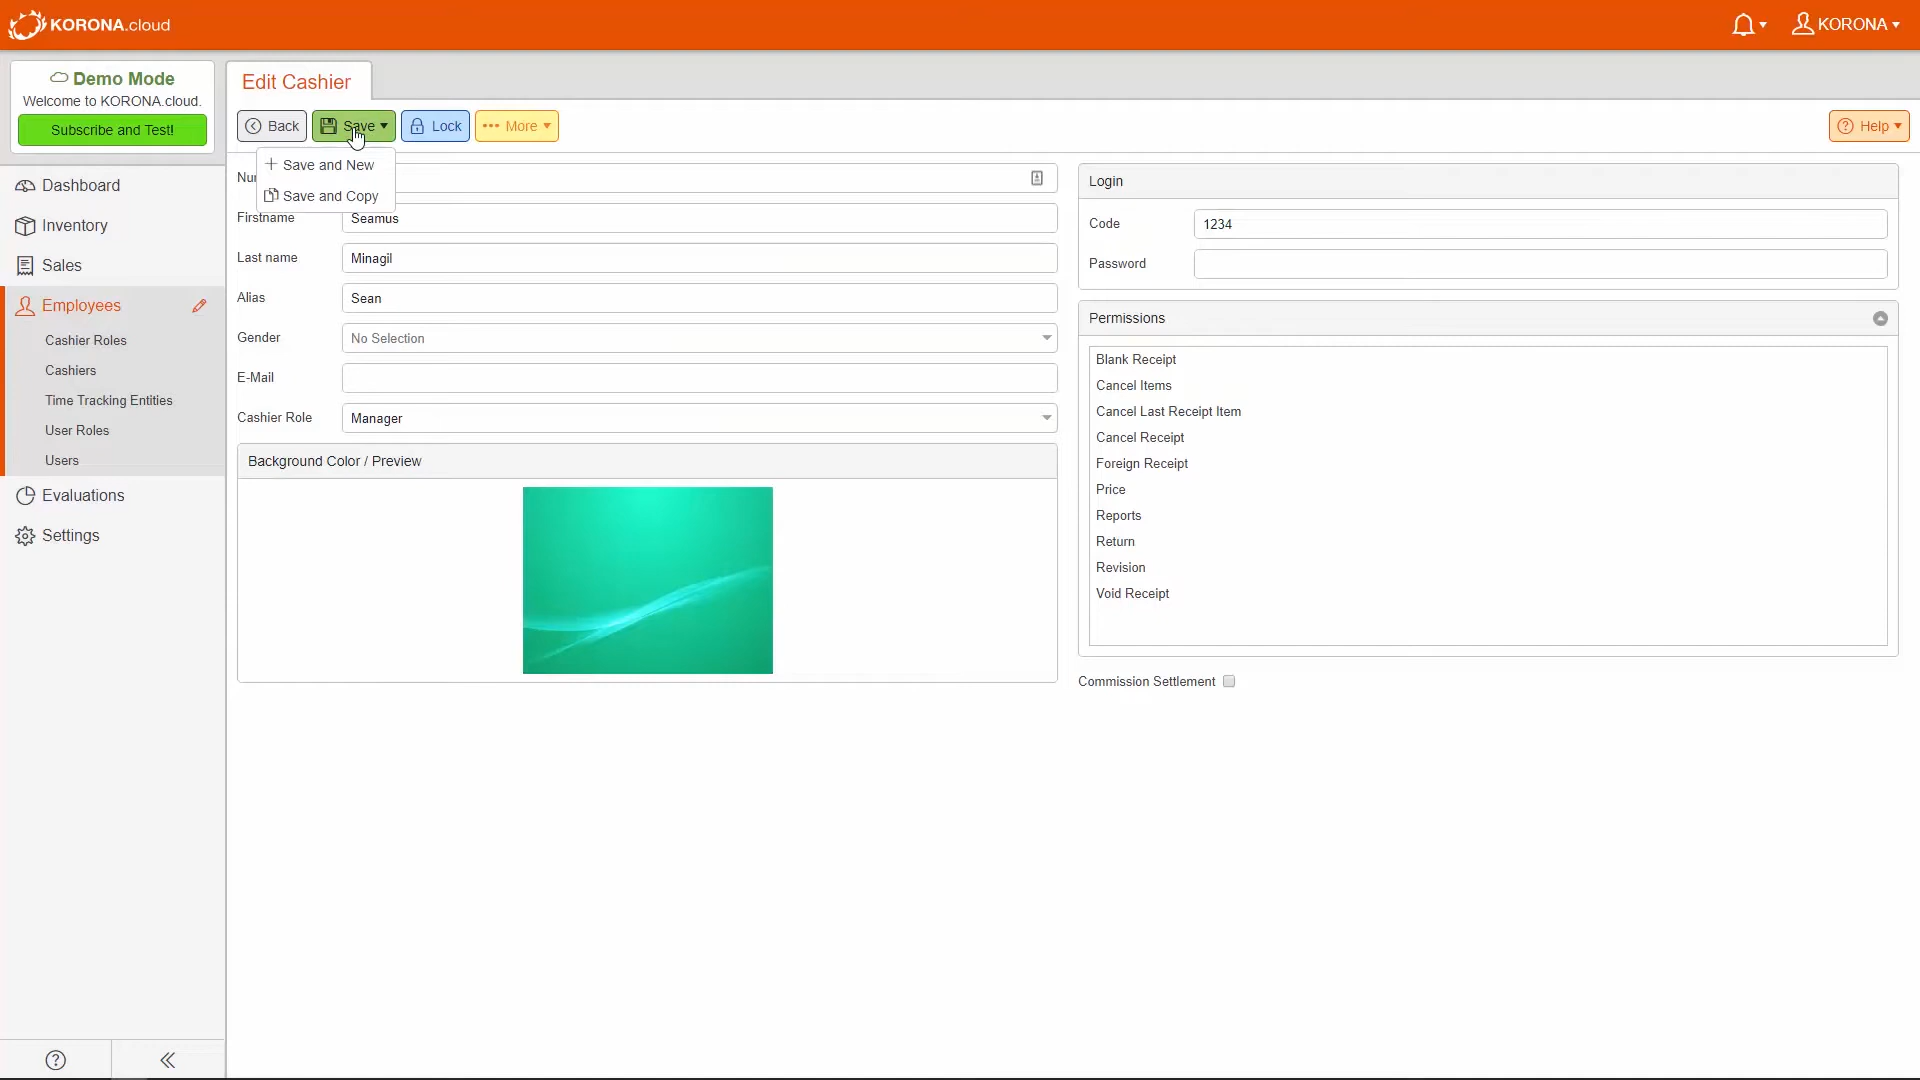 KORONA.cloud
KORONA
Demo Mode
Welcome to KORONA.cloud.
Subscribe and Test!
Dashboard
Inventory
Sales
Employees
Cashier Roles
Cashiers
Time Tracking Entities
User Roles
Users
Evaluations
Settings
Edit Cashier
Back Save Lock More Help
Save and New
Save and Copy
Firstname Seamus
Last name Minagil
Alias Sean
Gender No Selection
E-Mail
Cashier Role Manager
Background Color / Preview
Login
Code 1234
Password
Permissions
Blank Receipt
Cancel Items
Cancel Last Receipt Item
Cancel Receipt
Foreign Receipt
Price
Reports
Return
Revision
Void Receipt
Commission Settlement